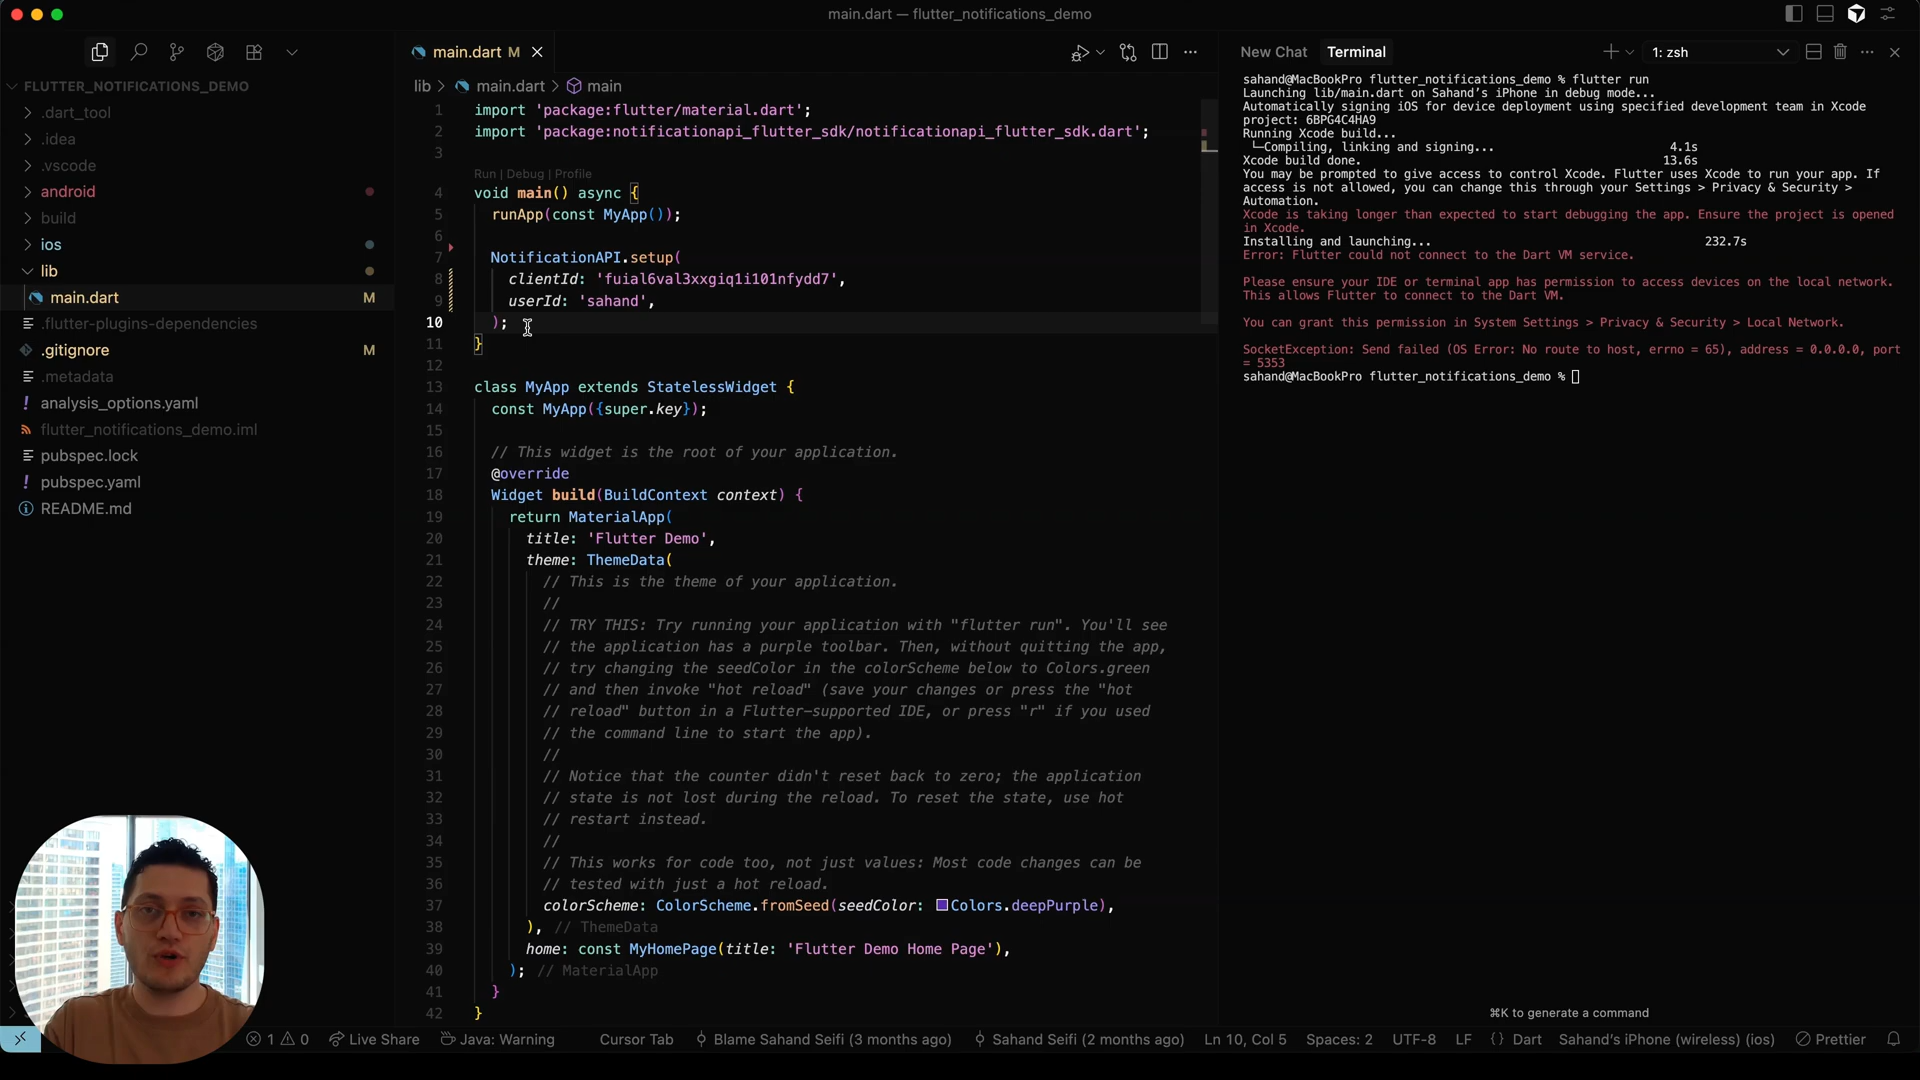 main.dart — flutter_notifications_demo
FLUTTER_NOTIFICATIONS_DEMO
.dart_tool
.idea
.vscode
android
build
ios
lib
main.dart M
.flutter-plugins-dependencies
.gitignore M
.metadata
! analysis_options.yaml
flutter_notifications_demo.iml
pubspec.lock
! pubspec.yaml
README.md
main.dart M
lib > main.dart > main
1 import 'package:flutter/material.dart';
2 import 'package:notificationapi_flutter_sdk/notificationapi_flutter_sdk.dart';
3
Run | Debug | Profile
4 void main() async {
5 runApp(const MyApp());
6
7 NotificationAPI.setup(
8 clientId: 'fuial6val3xxgiq1i101nfydd7',
9 userId: 'sahand',
10 );
11 }
12
13 class MyApp extends StatelessWidget {
14 const MyApp({super.key});
15
16 // This widget is the root of your application.
17 @override
18 Widget build(BuildContext context) {
19 return MaterialApp(
20 title: 'Flutter Demo',
21 theme: ThemeData(
22 // This is the theme of your application.
23 //
24 // TRY THIS: Try running your application with "flutter run". You'll see
25 // the application has a purple toolbar. Then, without quitting the app,
26 // try changing the seedColor in the colorScheme below to Colors.green
27 // and then invoke "hot reload" (save your changes or press the "hot
28 // reload" button in a Flutter-supported IDE, or press "r" if you used
29 // the command line to start the app).
30 //
31 // Notice that the counter didn't reset back to zero; the application
32 // state is not lost during the reload. To reset the state, use hot
33 // restart instead.
34 //
35 // This works for code too, not just values: Most code changes can be
36 // tested with just a hot reload.
37 colorScheme: ColorScheme.fromSeed(seedColor: Colors.deepPurple),
38 ), // ThemeData
39 home: const MyHomePage(title: 'Flutter Demo Home Page'),
40 ); // MaterialApp
41 }
42 }
New Chat Terminal 1: zsh
sahand@MacBookPro flutter_notifications_demo % flutter run
Launching lib/main.dart on Sahand's iPhone in debug mode...
Automatically signing iOS for device deployment using specified development team in Xcode
project: 6BPG4C4HA9
Running Xcode build...
└─Compiling, linking and signing... 4.1s
Xcode build done. 13.6s
You may be prompted to give access to control Xcode. Flutter uses Xcode to run your app. If
access is not allowed, you can change this through your Settings > Privacy & Security >
Automation.
Xcode is taking longer than expected to start debugging the app. Ensure the project is opened
in Xcode.
Installing and launching... 232.7s
Error: Flutter could not connect to the Dart VM service.
Please ensure your IDE or terminal app has permission to access devices on the local network.
This allows Flutter to connect to the Dart VM.
You can grant this permission in System Settings > Privacy & Security > Local Network.
SocketException: Send failed (OS Error: No route to host, errno = 65), address = 0.0.0.0, port
= 5353
sahand@MacBookPro flutter_notifications_demo %
⌘K to generate a command
1 0 Live Share Java: Warning Cursor Tab Blame Sahand Seifi (3 months ago) Sahand Seifi (2 months ago) Ln 10, Col 5 Spaces: 2 UTF-8 LF {} Dart Sahand's iPhone (wireless) (ios) Prettier